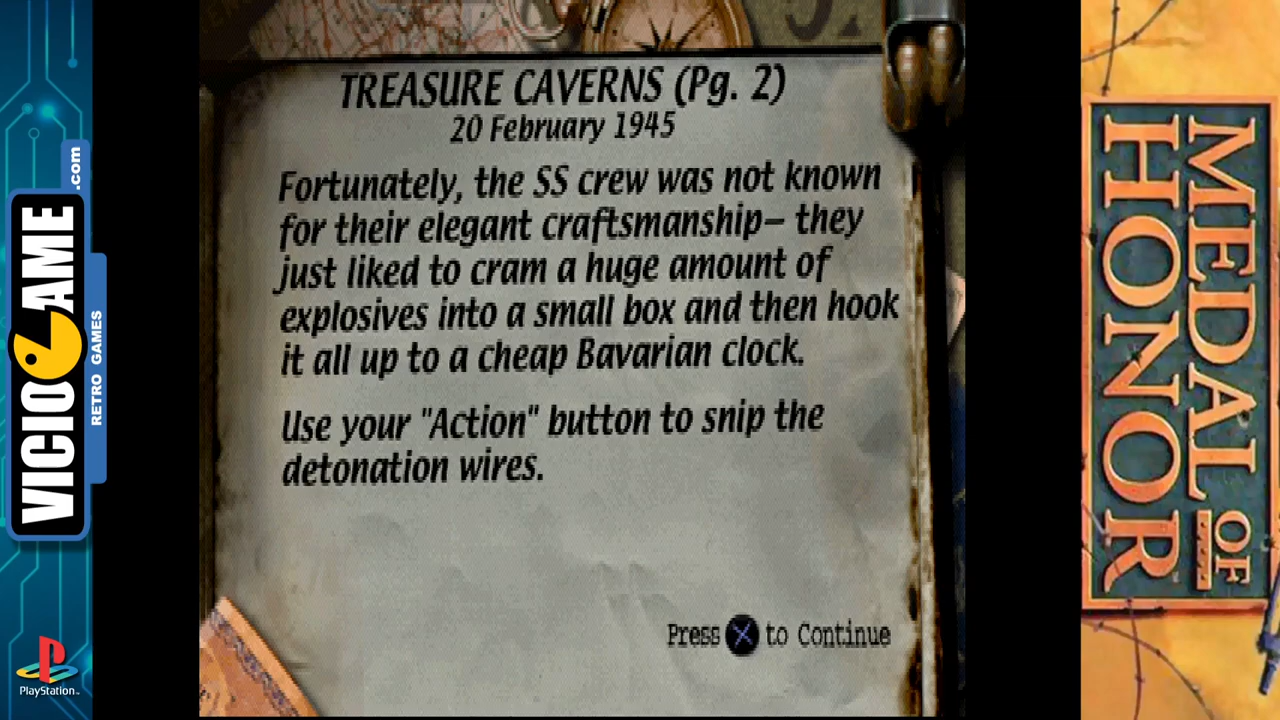 TREASURE CAVERNS (Pg. 2)
20 February 1945
Fortunately, the SS crew was not known
for their elegant craftsmanship— they
just liked to cram a huge amount of
explosives into a small box and then hook
it all up to a cheap Bavarian clock.
Use your "Action" button to snip the
detonation wires.
Press X to Continue
VICIOGAME.com
RETRO GAMES
PlayStation
MEDAL OF
HONOR